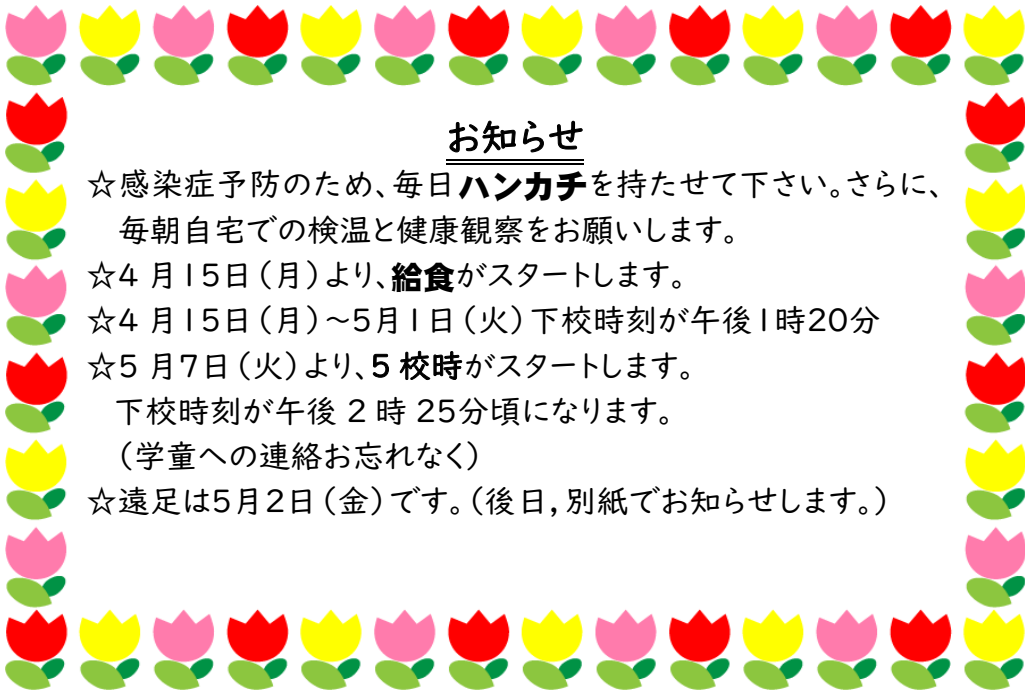 お知らせ
☆感染症予防のため、毎日ハンカチを持たせて下さい。さらに、
毎朝自宅での検温と健康観察をお願いします。
☆4月15日(月)より、給食がスタートします。
☆4月15日(月)~5月1日(火)下校時刻が午後1時20分
☆5月7日(火)より、5校時がスタートします。
下校時刻が午後2時25分頃になります。
(学童への連絡お忘れなく)
☆遠足は5月2日(金)です。(後日,別紙でお知らせします。)